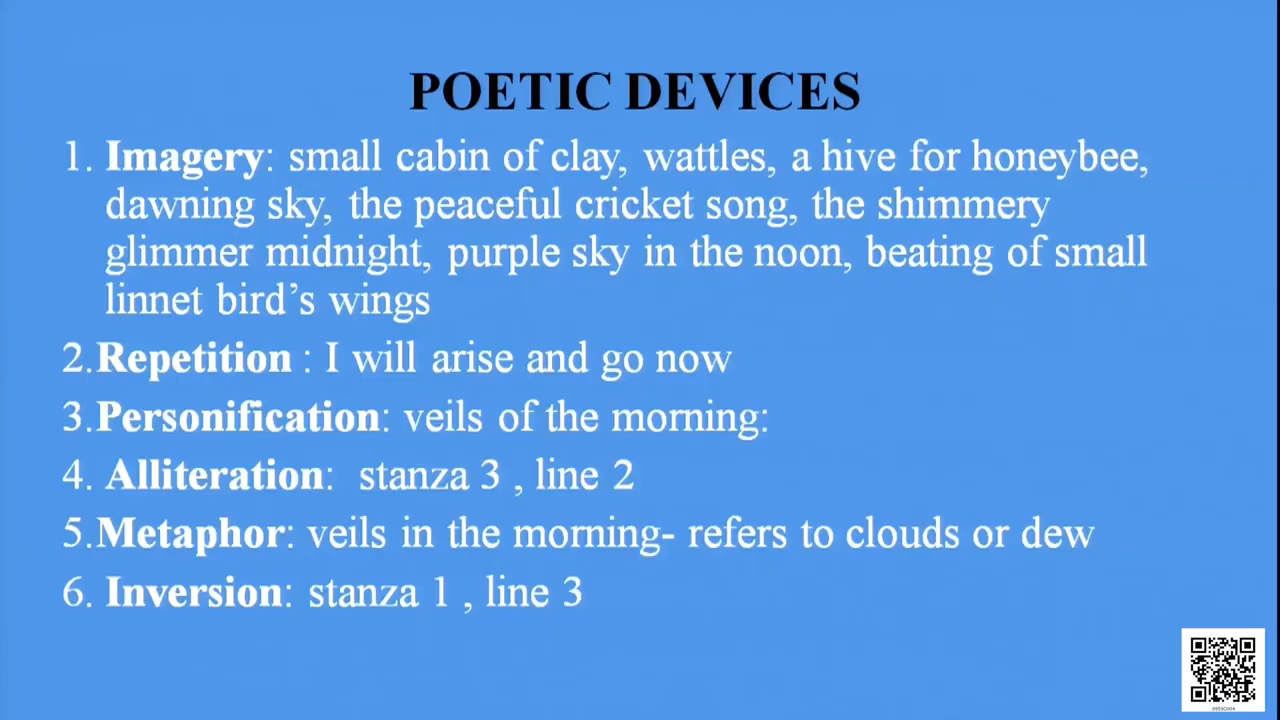 POETIC DEVICES
1. Imagery: small cabin of clay, wattles, a hive for honeybee,
dawning sky, the peaceful cricket song, the shimmery
glimmer midnight, purple sky in the noon, beating of small
linnet bird’s wings
2.Repetition : I will arise and go now
3.Personification: veils of the morning:
4. Alliteration: stanza 3 , line 2
5.Metaphor: veils in the morning- refers to clouds or dew
6. Inversion: stanza 1 , line 3